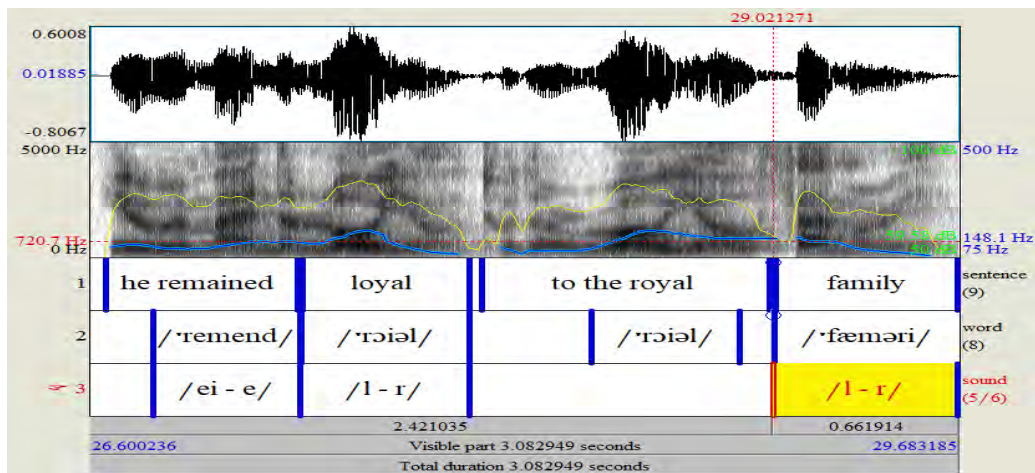 29.021271
0.6008
0.01885
-0.8067
5000 Hz 100 dB 500 Hz
720.7 Hz 148.1 Hz
0 Hz 75 Hz
1 he remained loyal to the royal family sentence (9)
2 /ˈremend/ /ˈrɔiəl/ /ˈrɔiəl/ /ˈfæməri/ word (8)
3 /ei - e/ /l - r/ /l - r/ sound (5/6)
2.421035 0.661914
26.600236 Visible part 3.082949 seconds 29.683185
Total duration 3.082949 seconds